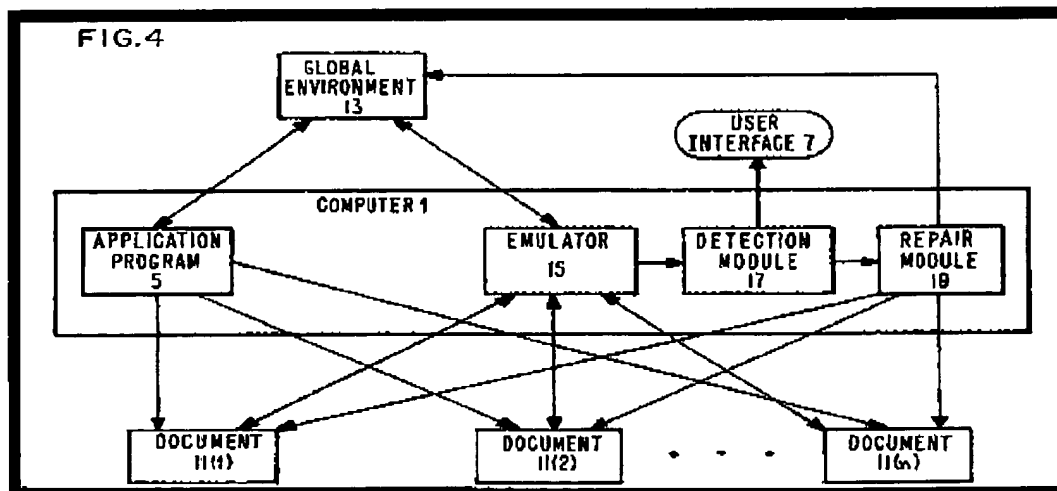 FIG.4
GLOBAL
ENVIRONMENT
13
USER
INTERFACE 7
COMPUTER 1
APPLICATION
PROGRAM
5
EMULATOR
15
DETECTION
MODULE
17
REPAIR
MODULE
19
DOCUMENT
11(1)
DOCUMENT
11(2)
DOCUMENT
11(n)